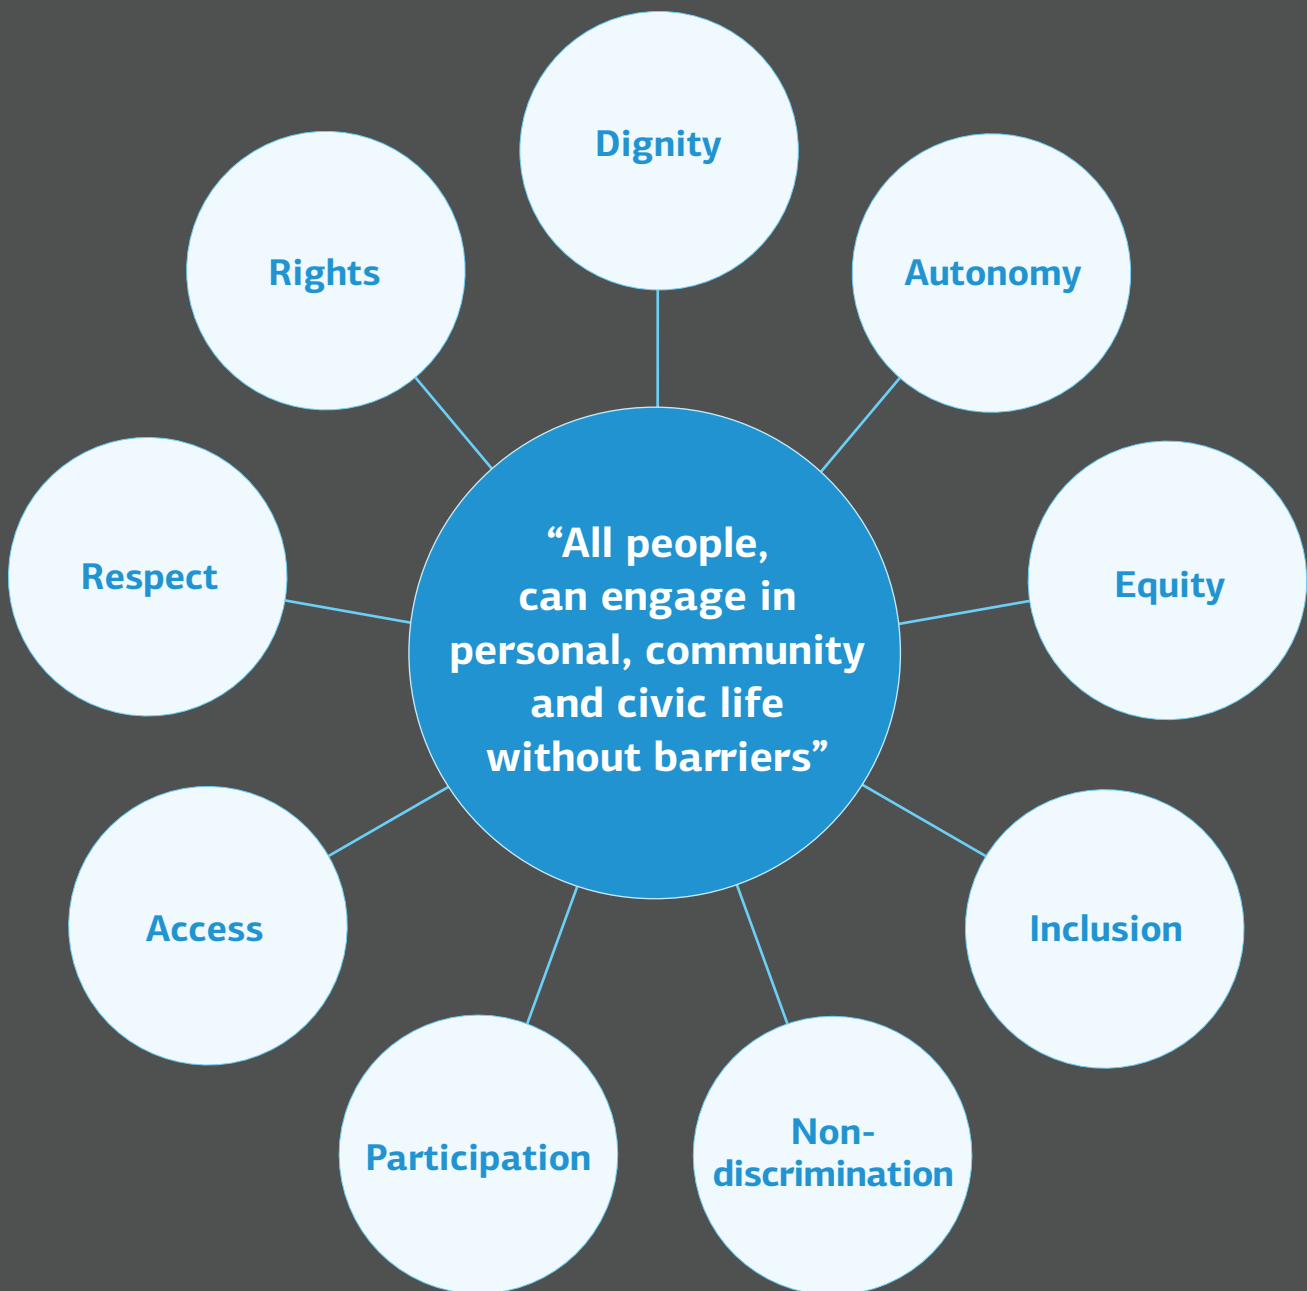 Dignity
Rights
Autonomy
Respect
“All people,
can engage in
personal, community
and civic life
without barriers”
Equity
Access
Inclusion
Participation
Non-
discrimination